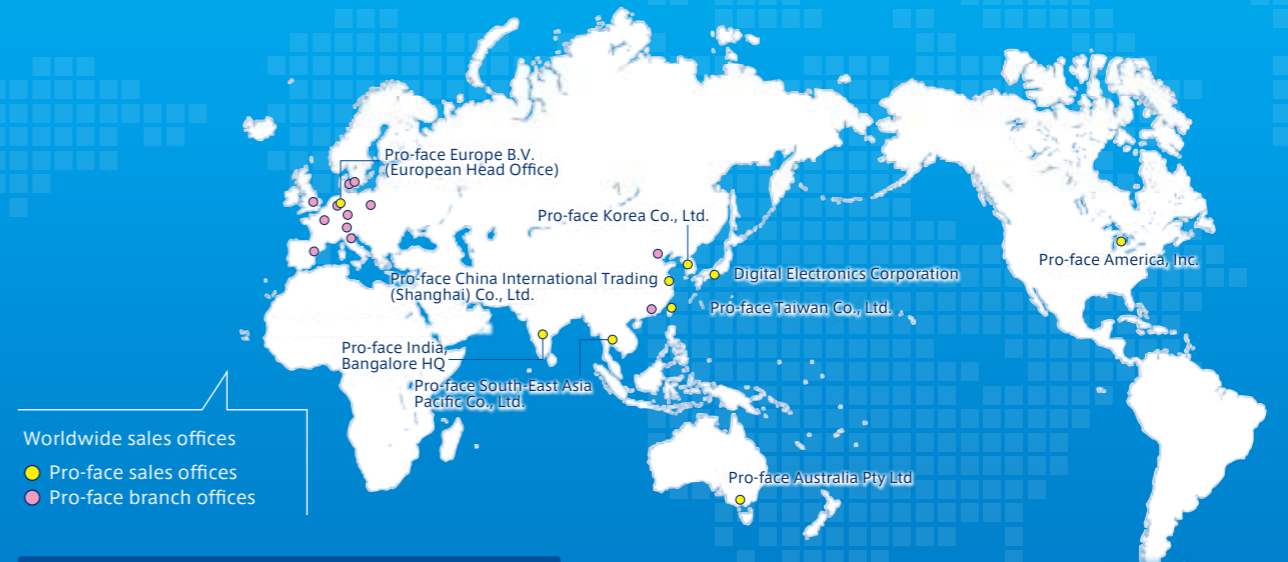 Pro-face Europe B.V.
(European Head Office)
Pro-face Korea Co., Ltd.
Pro-face America, Inc.
Digital Electronics Corporation
Pro-face China International Trading
(Shanghai) Co., Ltd.
Pro-face Taiwan Co., Ltd.
Pro-face India,
Bangalore HQ
Pro-face South-East Asia
Pacific Co., Ltd.
Worldwide sales offices
Pro-face sales offices
Pro-face branch offices
Pro-face Australia Pty Ltd